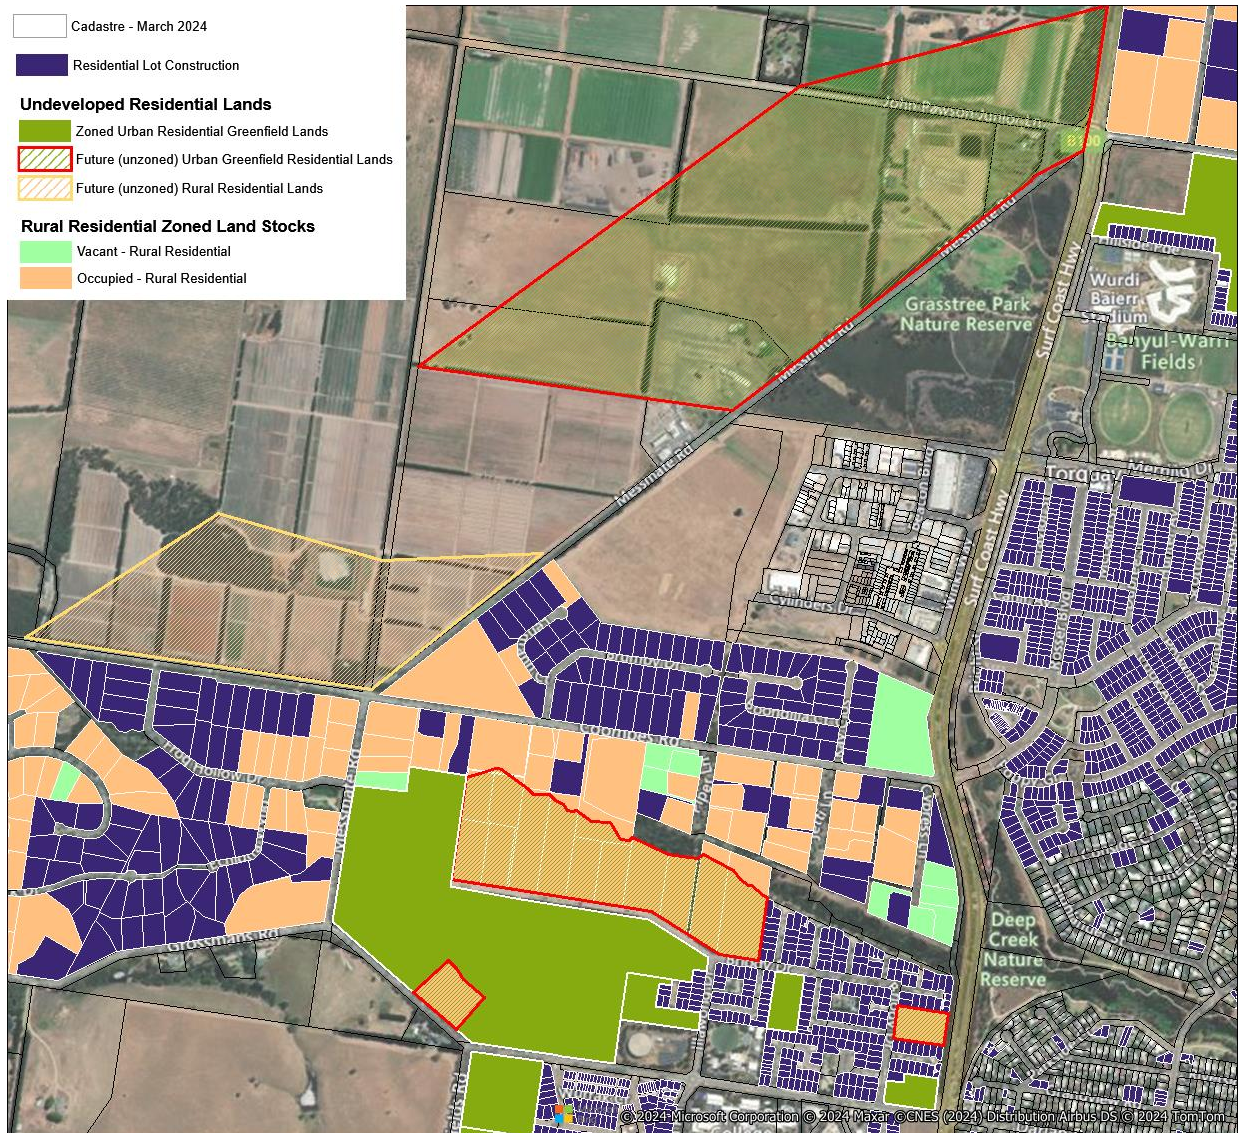 Cadastre - March 2024
Residential Lot Construction
Undeveloped Residential Lands
Zoned Urban Residential Greenfield Lands
Future (unzoned) Urban Greenfield Residential Lands
Future (unzoned) Rural Residential Lands
Rural Residential Zoned Land Stocks
Vacant - Rural Residential
Occupied - Rural Residential
John Pawson Junior Ln
B100
Messmate Rd
Surf Coast Hwy
Grasstree Park
Nature Reserve
Wurdi
Baierr
Stadium
Banyul-Warri
Fields
Messmate Rd
Messmate Rd
Torquay
Merrijig Dr
Surf Coast Hwy
Cylinders Dr
Coombes Rd
Grossmans Rd
Deep
Creek
Nature
Reserve
© 2024 Microsoft Corporation © 2024 Maxar ©CNES (2024) Distribution Airbus DS © 2024 TomTom